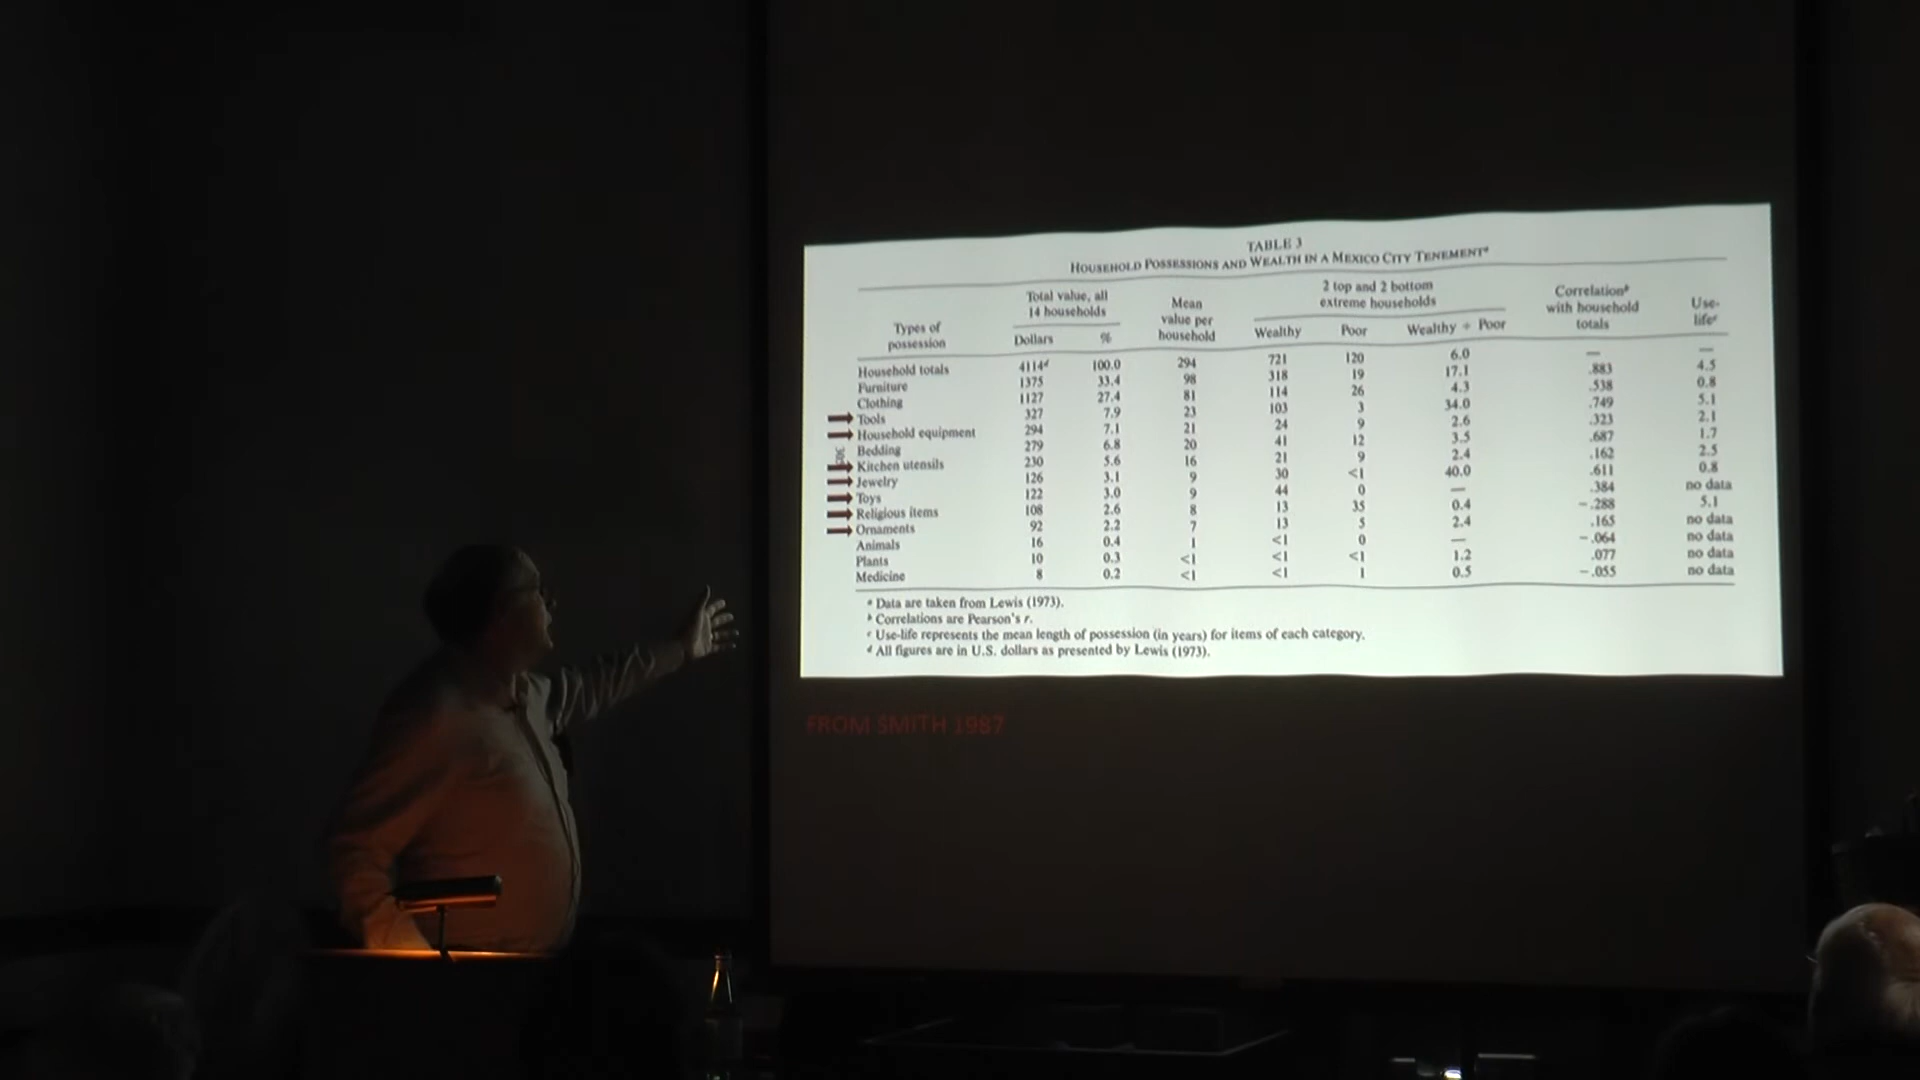 TABLE 3
HOUSEHOLD POSSESSIONS AND WEALTH IN A MEXICO CITY TENEMENTᵃ
Types of possession Total value, all 14 households Mean value per household 2 top and 2 bottom extreme households Correlationᵇ with household totals Use-lifeᶜ
Dollars % Wealthy Poor Wealthy ÷ Poor
Household totals 4114ᵈ 100.0 294 721 120 6.0 — —
Furniture 1375 33.4 98 318 19 17.1 .883 4.5
Clothing 1127 27.4 81 114 26 4.3 .538 0.8
Tools 327 7.9 23 103 3 34.0 .749 5.1
Household equipment 294 7.1 21 24 9 2.6 .323 2.1
Bedding 279 6.8 20 41 12 3.5 .687 1.7
Kitchen utensils 230 5.6 16 21 9 2.4 .162 2.5
Jewelry 126 3.1 9 30 <1 40.0 .611 0.8
Toys 122 3.0 9 44 0 — .384 no data
Religious items 108 2.6 8 13 35 0.4 −.288 5.1
Ornaments 92 2.2 7 13 5 2.4 .165 no data
Animals 16 0.4 1 <1 0 — −.064 no data
Plants 10 0.3 <1 <1 <1 1.2 .077 no data
Medicine 8 0.2 <1 <1 1 0.5 −.055 no data
ᵃ Data are taken from Lewis (1973).
ᵇ Correlations are Pearson's r.
ᶜ Use-life represents the mean length of possession (in years) for items of each category.
ᵈ All figures are in U.S. dollars as presented by Lewis (1973).
FROM SMITH 1987